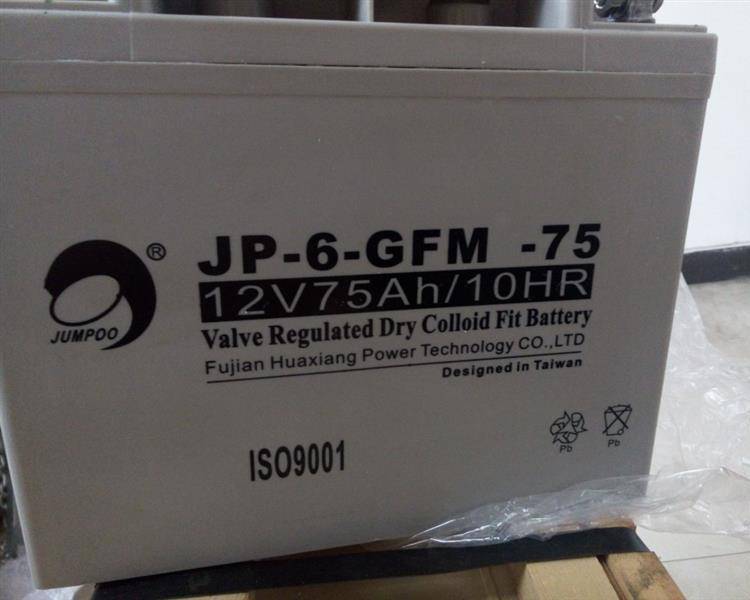 ®
JUMPOO
JP-6-GFM -75
12V75Ah/10HR
Valve Regulated Dry Colloid Fit Battery
Fujian Huaxiang Power Technology CO.,LTD
Designed in Taiwan
ISO9001
Pb Pb